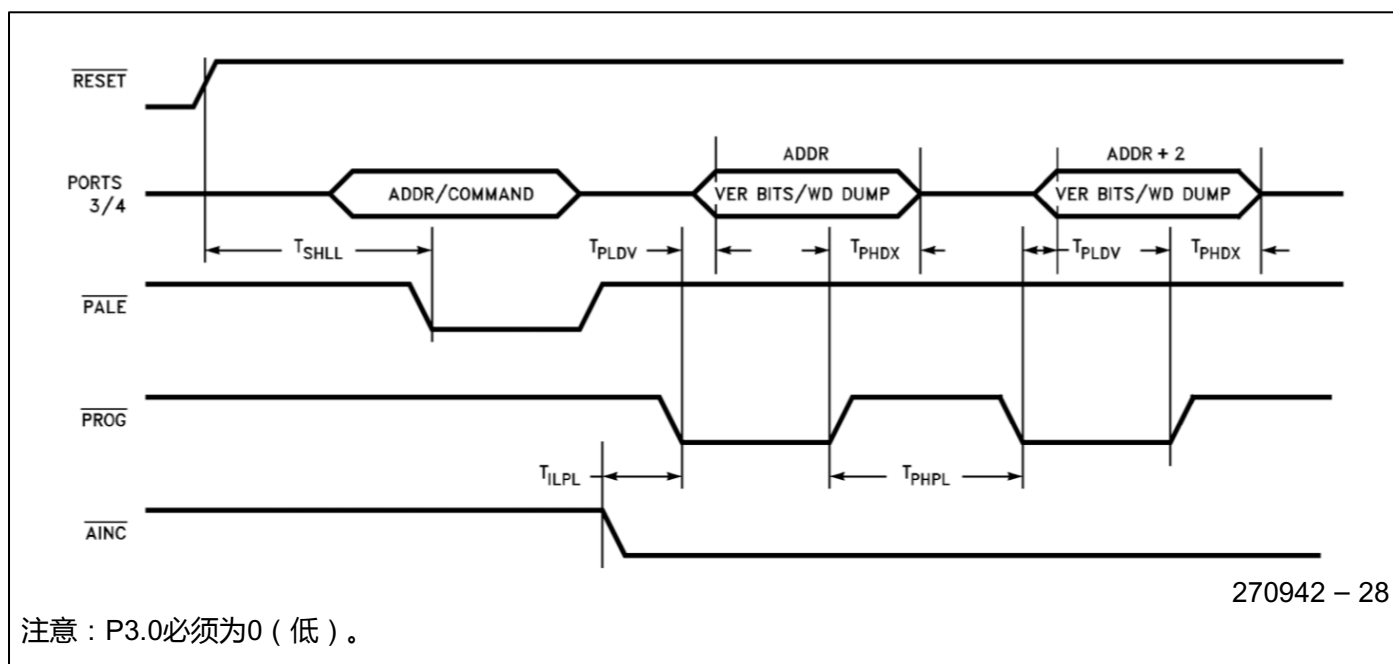 RESET
ADDR
ADDR + 2
PORTS
3/4
ADDR/COMMAND
VER BITS/WD DUMP
VER BITS/WD DUMP
TSHLL
TPLDV
TPHDX
TPLDV
TPHDX
PALE
PROG
TILPL
TPHPL
AINC
270942 – 28
注意：P3.0必须为0（低）。